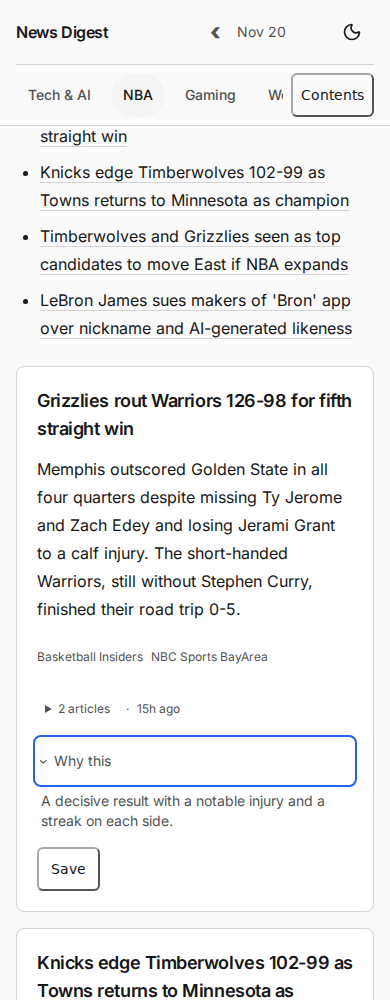 News Digest
Nov 20
Tech & AI
NBA
Gaming
Contents
straight win
Knicks edge Timberwolves 102-99 as
Towns returns to Minnesota as champion
Timberwolves and Grizzlies seen as top
candidates to move East if NBA expands
LeBron James sues makers of 'Bron' app
over nickname and AI-generated likeness
Grizzlies rout Warriors 126-98 for fifth
straight win
Memphis outscored Golden State in all
four quarters despite missing Ty Jerome
and Zach Edey and losing Jerami Grant
to a calf injury. The short-handed
Warriors, still without Stephen Curry,
finished their road trip 0-5.
Basketball Insiders NBC Sports BayArea
2 articles · 15h ago
Why this
A decisive result with a notable injury and a
streak on each side.
Save
Knicks edge Timberwolves 102-99 as
Towns returns to Minnesota as